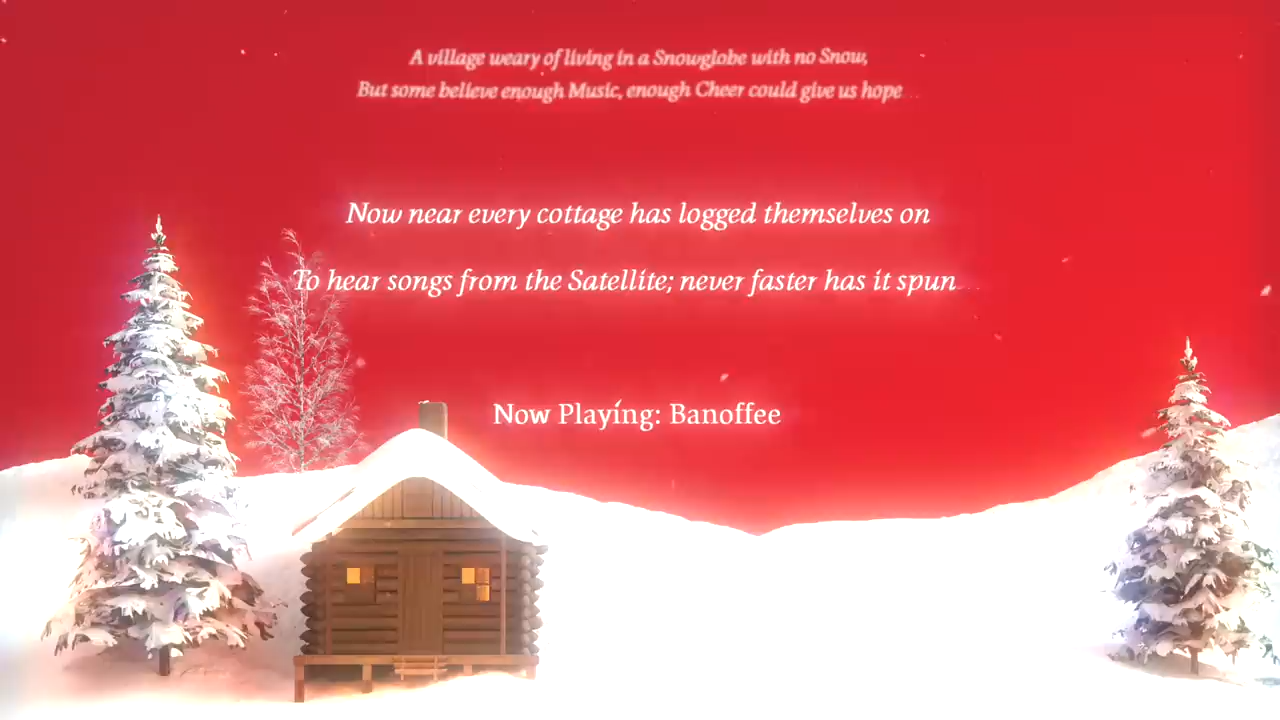 A village weary of living in a Snowglobe with no Snow,
But some believe enough Music, enough Cheer could give us hope...
Now near every cottage has logged themselves on
To hear songs from the Satellite; never faster has it spun...
Now Playing: Banoffee